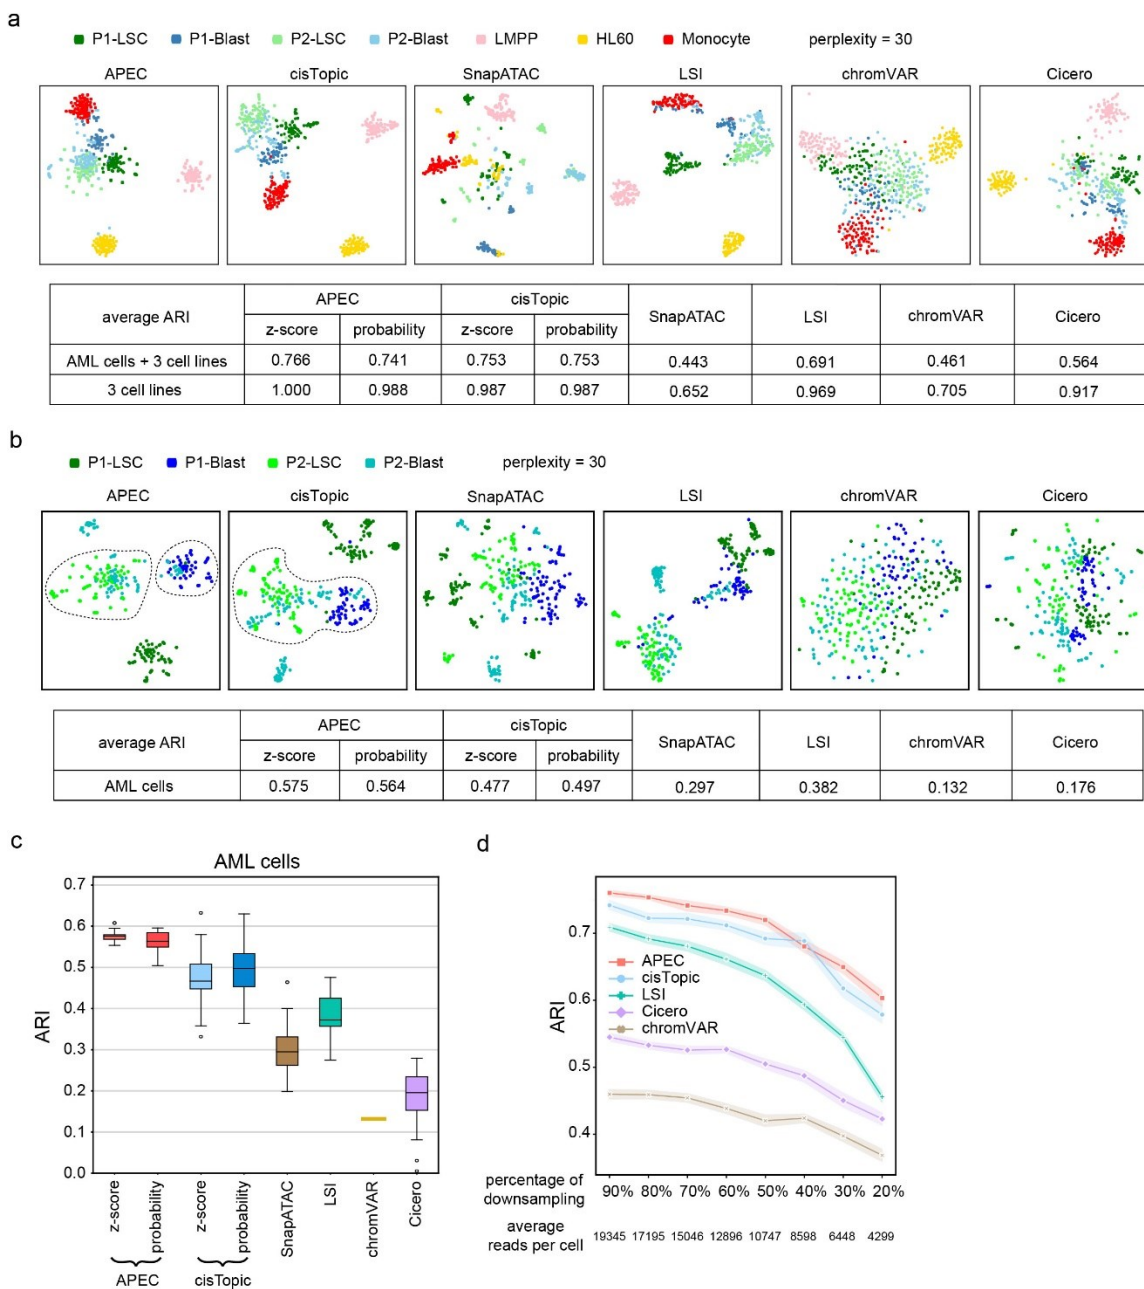 a
P1-LSC P1-Blast P2-LSC P2-Blast LMPP HL60 Monocyte perplexity = 30
APEC cisTopic SnapATAC LSI chromVAR Cicero
average ARI APEC cisTopic SnapATAC LSI chromVAR Cicero
z-score probability z-score probability
AML cells + 3 cell lines 0.766 0.741 0.753 0.753 0.443 0.691 0.461 0.564
3 cell lines 1.000 0.988 0.987 0.987 0.652 0.969 0.705 0.917
b
P1-LSC P1-Blast P2-LSC P2-Blast perplexity = 30
APEC cisTopic SnapATAC LSI chromVAR Cicero
average ARI APEC cisTopic SnapATAC LSI chromVAR Cicero
z-score probability z-score probability
AML cells 0.575 0.564 0.477 0.497 0.297 0.382 0.132 0.176
c
AML cells
ARI
0.7
0.6
0.5
0.4
0.3
0.2
0.1
0.0
z-score probability z-score probability SnapATAC LSI chromVAR Cicero
APEC cisTopic
d
ARI
0.7
0.6
0.5
0.4
APEC
cisTopic
LSI
Cicero
chromVAR
percentage of
downsampling
90% 80% 70% 60% 50% 40% 30% 20%
average
reads per cell
19345 17195 15046 12896 10747 8598 6448 4299